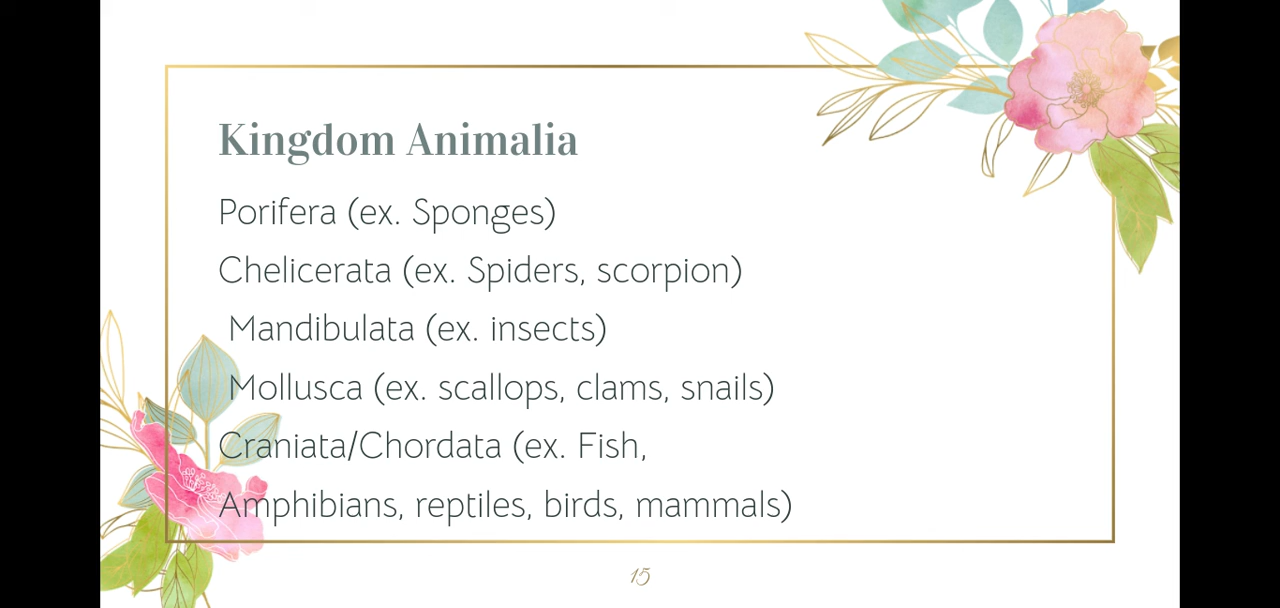 Kingdom Animalia
Porifera (ex. Sponges)
Chelicerata (ex. Spiders, scorpion)
Mandibulata (ex. insects)
Mollusca (ex. scallops, clams, snails)
Craniata/Chordata (ex. Fish,
Amphibians, reptiles, birds, mammals)
15